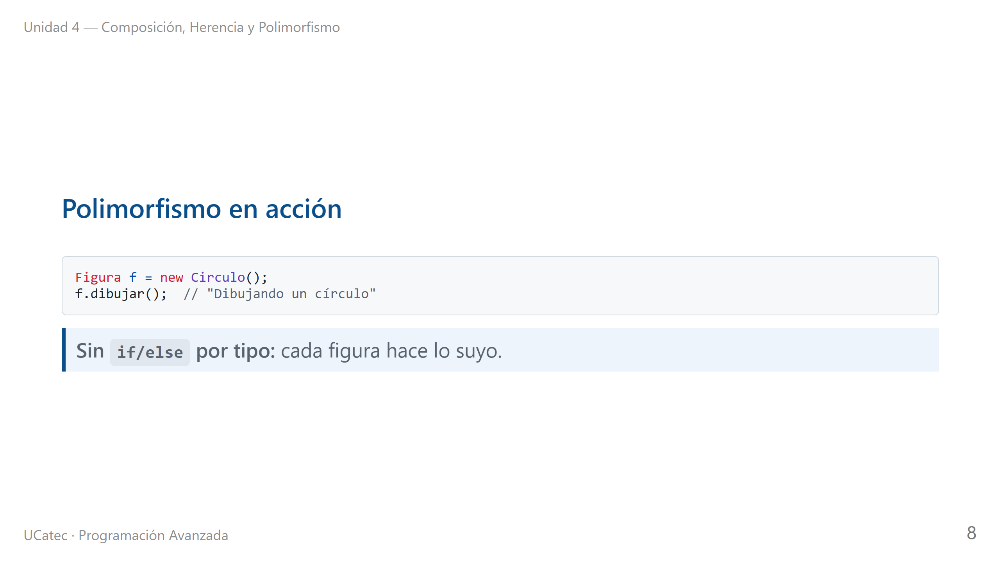 Unidad 4 — Composición, Herencia y Polimorfismo
Polimorfismo en acción
Figura f = new Circulo();
f.dibujar();  // "Dibujando un círculo"
Sin if/else por tipo: cada figura hace lo suyo.
UCatec · Programación Avanzada
8